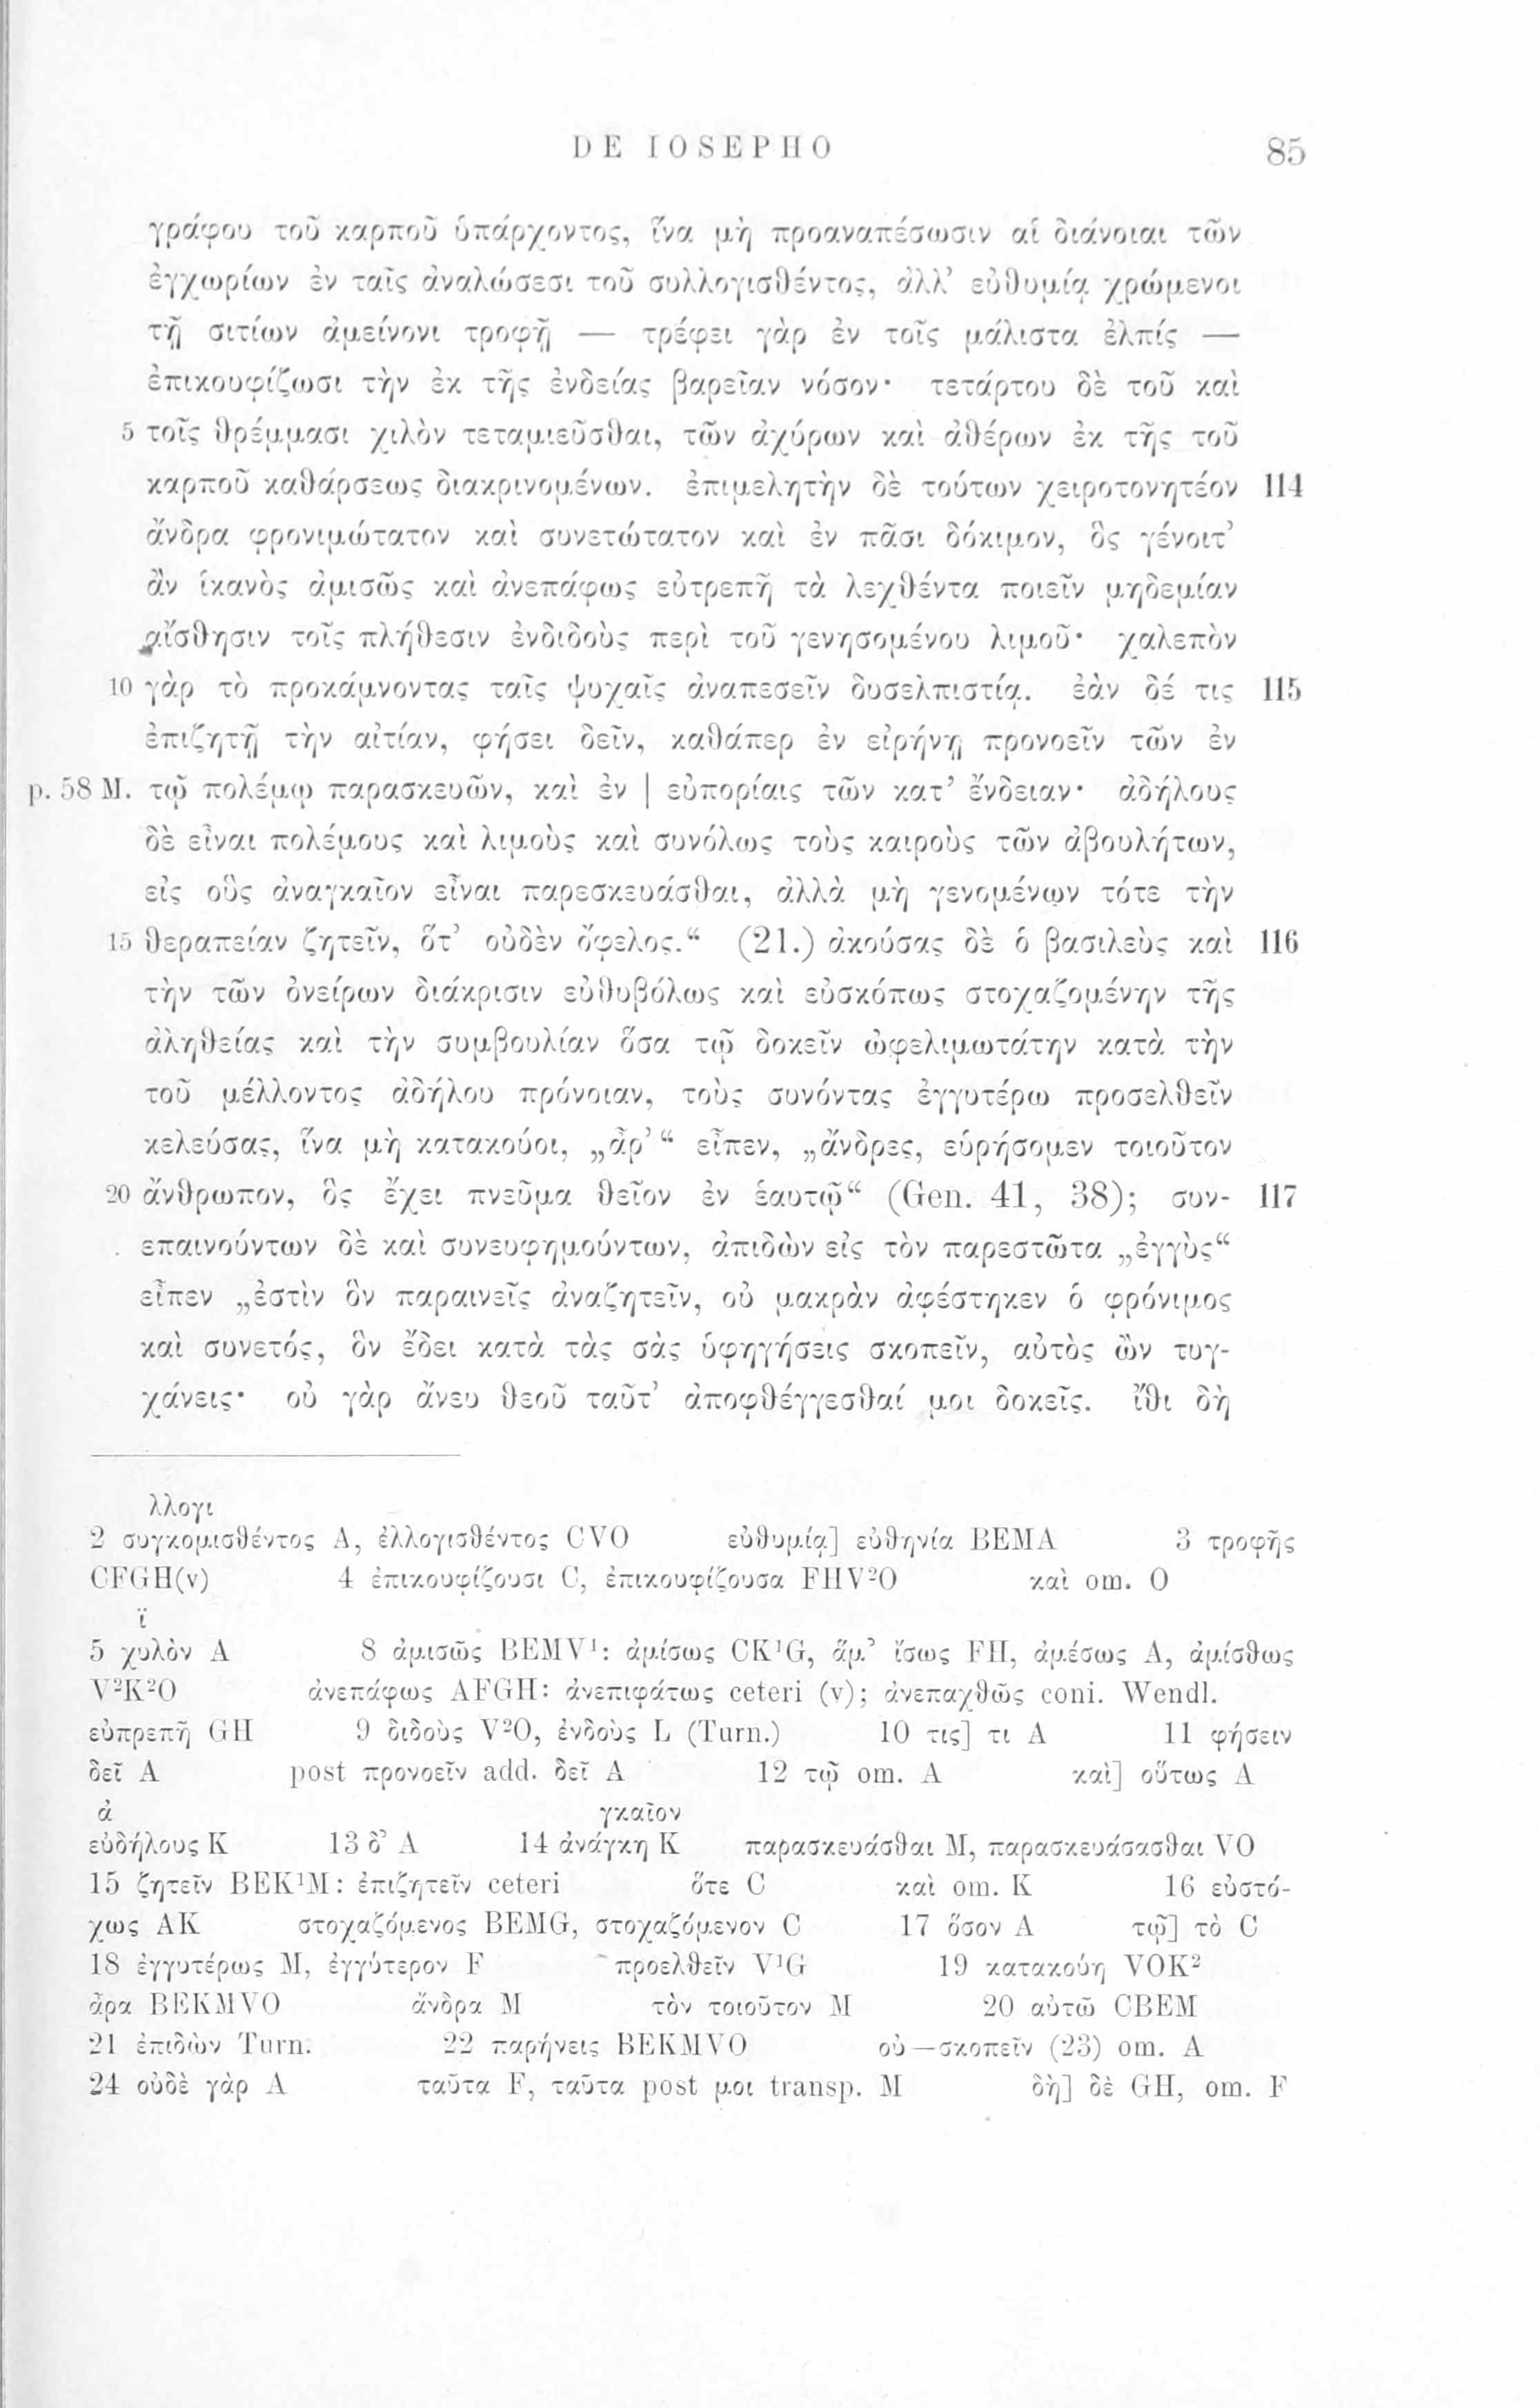 DE IOSEPHO 85
γράφου τοῦ καρποῦ ὑπάρχοντος, ἵνα μὴ προαναπέσωσιν αἱ διάνοιαι τῶν
ἐγχωρίων ἐν ταῖς ἀναλώσεσι τοῦ συλλογισθέντος, ἀλλ’ εὐθυμίᾳ χρώμενοι
τῇ σιτίων ἀμείνονι τροφῇ — τρέφει γὰρ ἐν τοῖς μάλιστα ἐλπίς —
ἐπικουφίζωσι τὴν ἐκ τῆς ἐνδείας βαρεῖαν νόσον· τετάρτου δὲ τοῦ καὶ
5 τοῖς θρέμμασι χιλὸν τεταμιεῦσθαι, τῶν ἀχύρων καὶ ἀθέρων ἐκ τῆς τοῦ
καρποῦ καθάρσεως διακρινομένων. ἐπιμελητὴν δὲ τούτων χειροτονητέον 114
ἄνδρα φρονιμώτατον καὶ συνετώτατον καὶ ἐν πᾶσι δόκιμον, ὃς γένοιτ’
ἂν ἱκανὸς ἀμισῶς καὶ ἀνεπάφως εὐτρεπῆ τὰ λεχθέντα ποιεῖν μηδεμίαν
αἴσθησιν τοῖς πλήθεσιν ἐνδιδοὺς περὶ τοῦ γενησομένου λιμοῦ· χαλεπὸν
10 γὰρ τὸ προκάμνοντας ταῖς ψυχαῖς ἀναπεσεῖν δυσελπιστίᾳ. ἐὰν δέ τις 115
ἐπιζητῇ τὴν αἰτίαν, φήσει δεῖν, καθάπερ ἐν εἰρήνῃ προνοεῖν τῶν ἐν
p. 58 M. τῷ πολέμῳ παρασκευῶν, καὶ ἐν | εὐπορίαις τῶν κατ’ ἔνδειαν· ἀδήλους
δὲ εἶναι πολέμους καὶ λιμοὺς καὶ συνόλως τοὺς καιροὺς τῶν ἀβουλήτων,
εἰς οὓς ἀναγκαῖον εἶναι παρεσκευάσθαι, ἀλλὰ μὴ γενομένων τότε τὴν
15 θεραπείαν ζητεῖν, ὅτ’ οὐδὲν ὄφελος.“ (21.) ἀκούσας δὲ ὁ βασιλεὺς καὶ 116
τὴν τῶν ὀνείρων διάκρισιν εὐθυβόλως καὶ εὐσκόπως στοχαζομένην τῆς
ἀληθείας καὶ τὴν συμβουλίαν ὅσα τῷ δοκεῖν ὠφελιμωτάτην κατὰ τὴν
τοῦ μέλλοντος ἀδήλου πρόνοιαν, τοὺς συνόντας ἐγγυτέρω προσελθεῖν
κελεύσας, ἵνα μὴ κατακούοι, „ἆρ’“ εἶπεν, „ἄνδρες, εὑρήσομεν τοιοῦτον
20 ἄνθρωπον, ὃς ἔχει πνεῦμα θεῖον ἐν ἑαυτῷ“ (Gen. 41, 38); συν- 117
επαινούντων δὲ καὶ συνευφημούντων, ἀπιδὼν εἰς τὸν παρεστῶτα „ἐγγὺς“
εἶπεν „ἐστὶν ὃν παραινεῖς ἀναζητεῖν, οὐ μακρὰν ἀφέστηκεν ὁ φρόνιμος
καὶ συνετός, ὃν ἔδει κατὰ τὰς σὰς ὑφηγήσεις σκοπεῖν, αὐτὸς ὢν τυγ-
χάνεις· οὐ γὰρ ἄνευ θεοῦ ταῦτ’ ἀποφθέγγεσθαί μοι δοκεῖς. ἴθι δὴ
λλογι
2 συγκομισθέντος A, ἐλλογισθέντος CVO εὐθυμίᾳ] εὐθηνία BEMA 3 τροφῆς
CFGH(v) 4 ἐπικουφίζουσι C, ἐπικουφίζουσα FHV²O καὶ om. O
ϊ
5 χυλὸν A 8 ἀμισῶς BEMV¹: ἀμίσως CK¹G, ἅμ’ ἴσως FH, ἀμέσως A, ἀμίσθως
V²K²O ἀνεπάφως AFGH: ἀνεπιφάτως ceteri (v); ἀνεπαχθῶς coni. Wendl.
εὐπρεπῆ GH 9 διδοὺς V²O, ἐνδοὺς L (Turn.) 10 τις] τι A 11 φήσειν
δεῖ A post προνοεῖν add. δεῖ A 12 τῷ om. A καὶ] οὕτως A
ἀ γκαῖον
εὐδήλους K 13 δ’ A 14 ἀνάγκη K παρασκευάσθαι M, παρασκευάσασθαι VO
15 ζητεῖν BEK¹M: ἐπιζητεῖν ceteri ὅτε C καὶ om. K 16 εὐστό-
χως AK στοχαζόμενος BEMG, στοχαζόμενον C 17 ὅσον A τῷ] τὸ C
18 ἐγγυτέρως M, ἐγγύτερον F προελθεῖν V¹G 19 κατακούῃ VOK²
ἆρα BEKMVO ἄνδρα M τὸν τοιοῦτον M 20 αὐτῶ CBEM
21 ἐπιδὼν Turn. 22 παρῄνεις BEKMVO οὐ—σκοπεῖν (23) om. A
24 οὐδὲ γὰρ A ταῦτα F, ταῦτα post μοι transp. M δὴ] δὲ GH, om. F